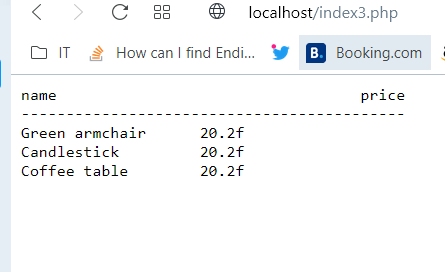 localhost/index3.php
IT How can I find Endi... B. Booking.com
name price
-------------------------------------------
Green armchair 20.2f
Candlestick 20.2f
Coffee table 20.2f